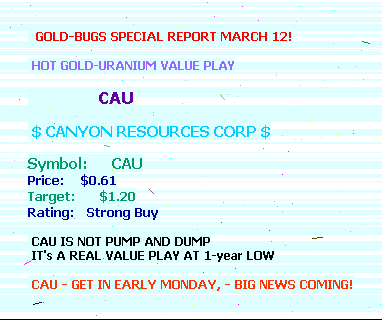 GOLD-BUGS SPECIAL REPORT MARCH 12!
HOT GOLD-URANIUM VALUE PLAY
CAU
$ CANYON RESOURCES CORP $
Symbol: CAU
Price: $0.61
Target: $1.20
Rating: Strong Buy
CAU IS NOT PUMP AND DUMP
IT's A REAL VALUE PLAY AT 1-year LOW
CAU - GET IN EARLY MONDAY, - BIG NEWS COMING!